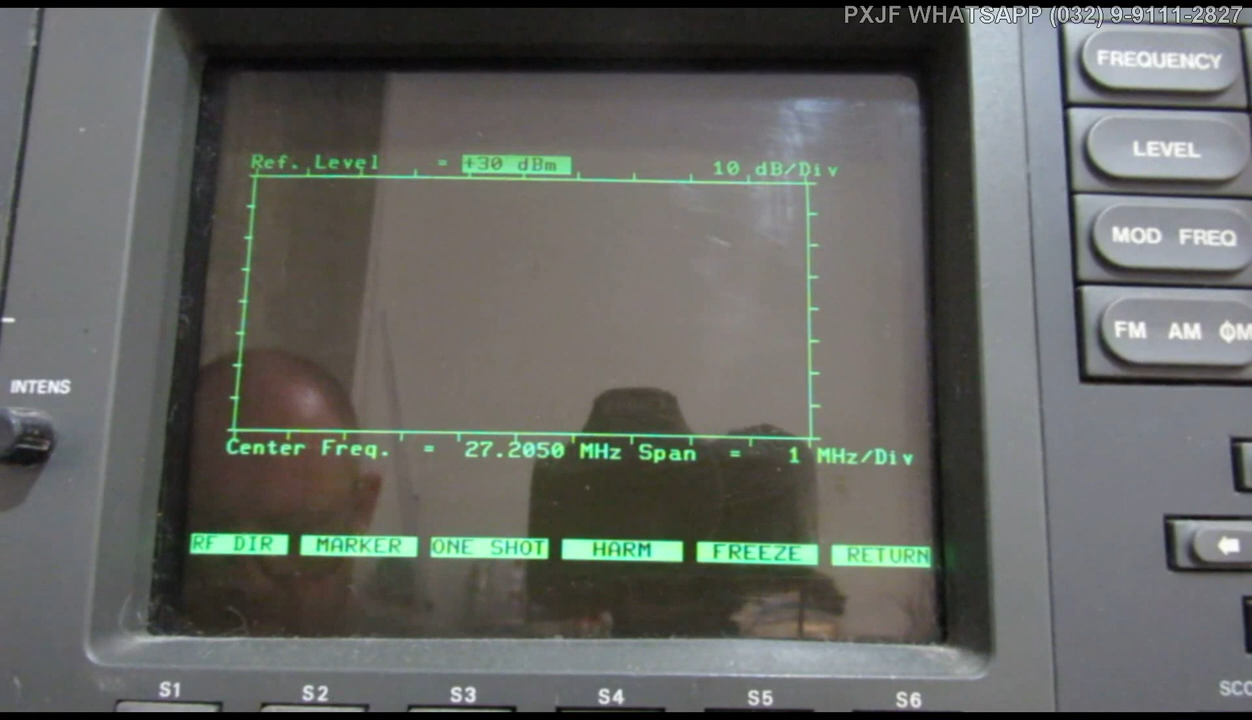 PXJF WHATSAPP (032) 9-9111-2827
FREQUENCY
LEVEL
MOD FREQ
FM AM ΦM
INTENS
Ref. Level = +30 dBm 10 dB/Div
Center Freq. = 27.2050 MHz Span = 1 MHz/Div
RF DIR MARKER ONE SHOT HARM FREEZE RETURN
S1 S2 S3 S4 S5 S6